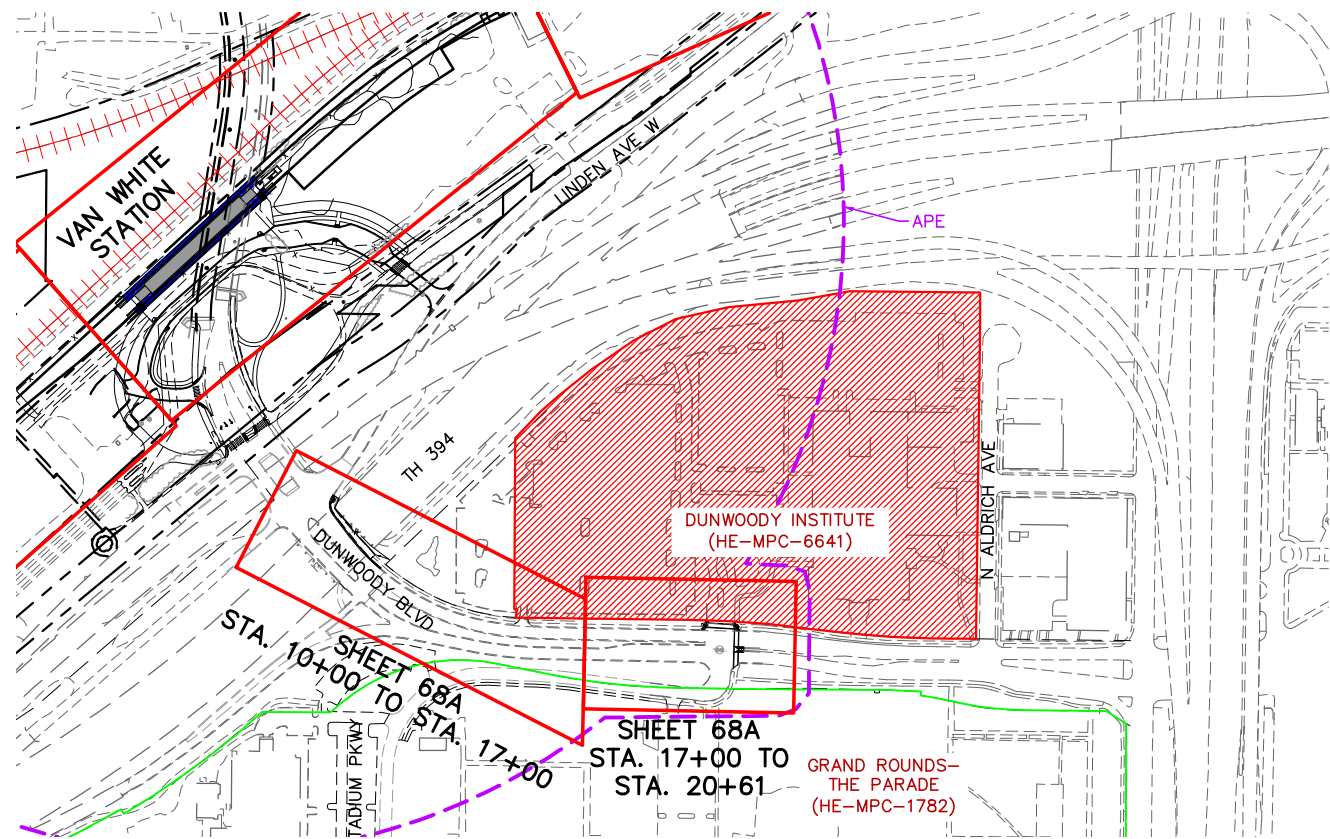 VAN WHITE
STATION
LINDEN AVE W
APE
TH 394
DUNWOODY INSTITUTE
(HE-MPC-6641)
N ALDRICH AVE
DUNWOODY BLVD
SHEET 68A
STA. 10+00 TO STA. 17+00
SHEET 68A
STA. 17+00 TO
STA. 20+61
GRAND ROUNDS-
THE PARADE
(HE-MPC-1782)
TADIUM PKWY